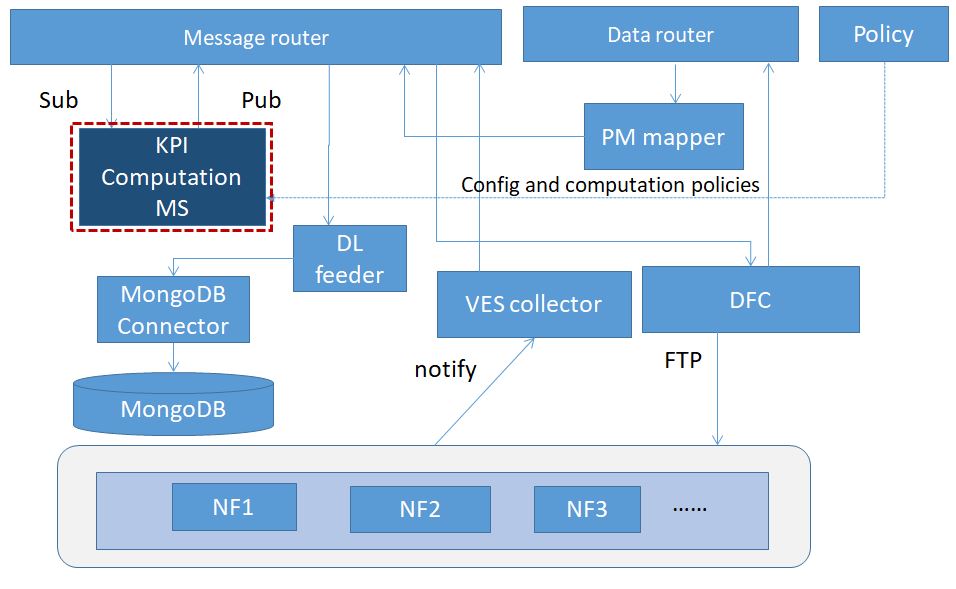 Message router
Data router
Policy
Sub
Pub
KPI
Computation
MS
PM mapper
Config and computation policies
DL
feeder
MongoDB
Connector
VES collector
DFC
notify
FTP
MongoDB
NF1
NF2
NF3
......